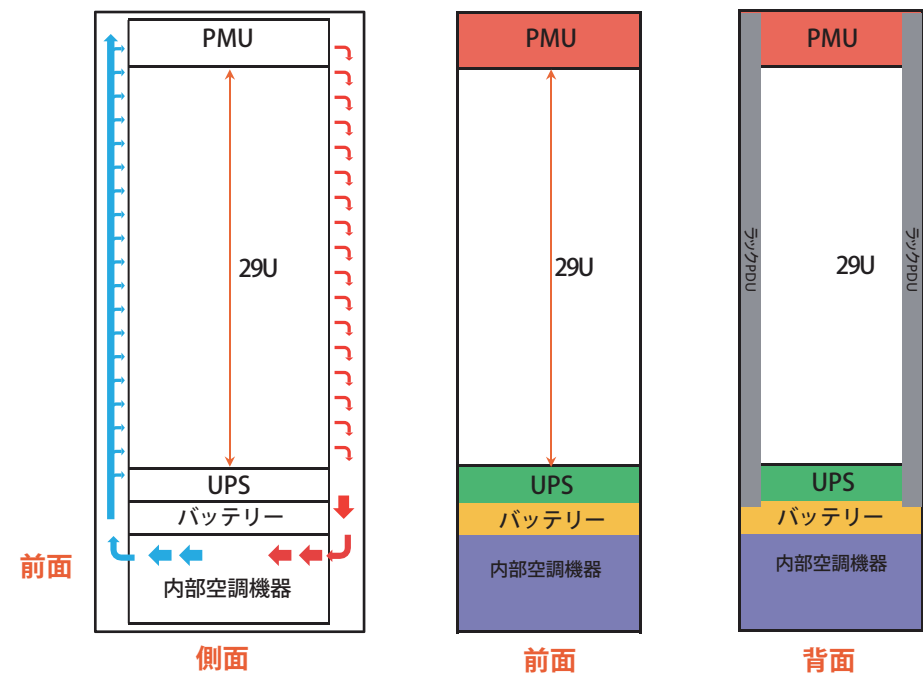 PMU
29U
UPS
バッテリー
内部空調機器
前面
側面
PMU
29U
UPS
バッテリー
内部空調機器
前面
PMU
ラックPDU
29U
ラックPDU
UPS
バッテリー
内部空調機器
背面